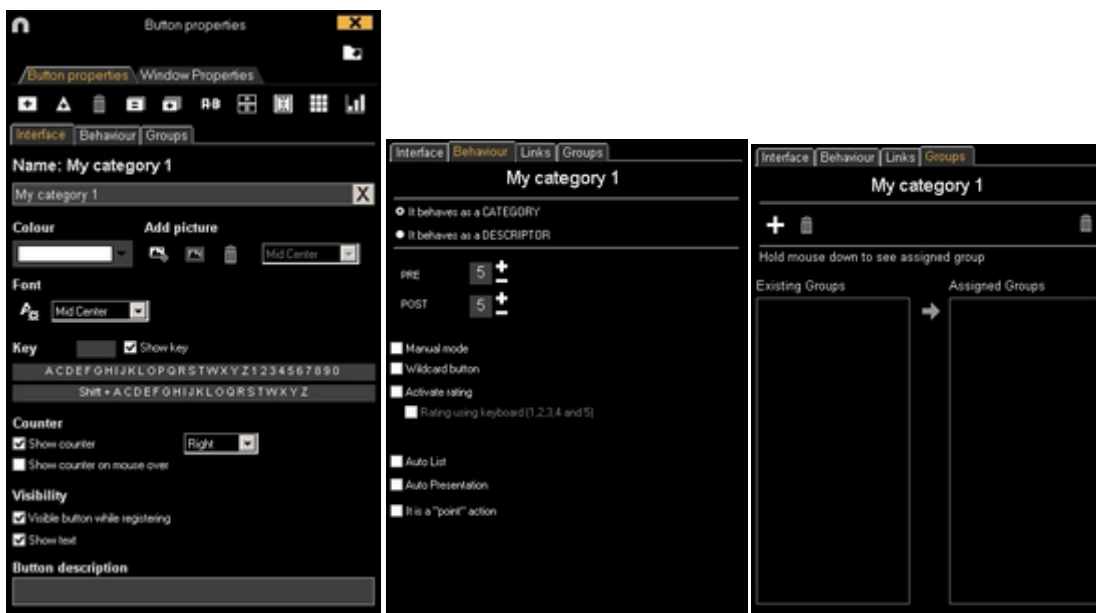 Button properties
X
Button properties Window Properties
A-B
Interface Behaviour Groups
Name: My category 1
My category 1 X
Colour Add picture
Mid Center
Font
Mid Center
Key Show key
A C D E F G H I J K L O P Q R S T W X Y Z 1 2 3 4 5 6 7 8 9 0
Shift + A C D E F G H I J K L O Q R S T W X Y Z
Counter
Show counter Right
Show counter on mouse over
Visibility
Visible button while registering
Show text
Button description
Interface Behaviour Links Groups
My category 1
It behaves as a CATEGORY
It behaves as a DESCRIPTOR
PRE 5
POST 5
Manual mode
Wildcard button
Activate rating
Rating using keyboard (1,2,3,4 and 5)
Auto List
Auto Presentation
It is a "point" action
Interface Behaviour Links Groups
My category 1
Hold mouse down to see assigned group
Existing Groups Assigned Groups